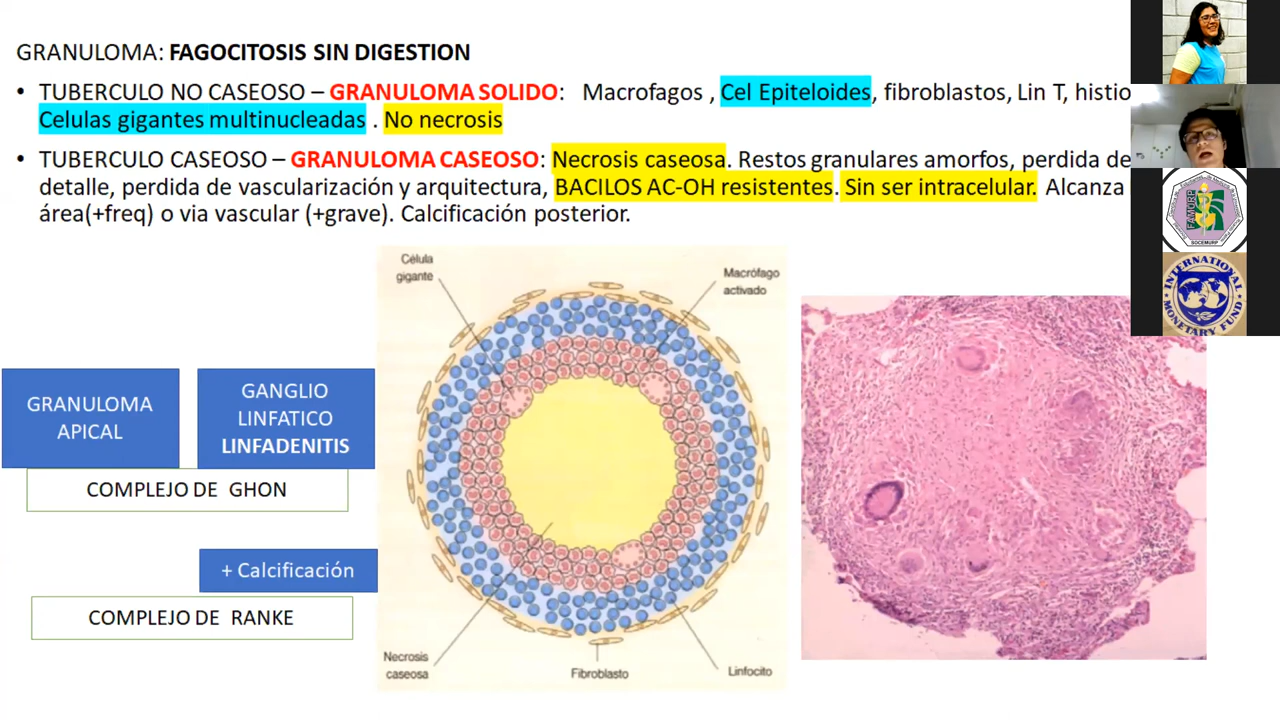 GRANULOMA: FAGOCITOSIS SIN DIGESTION
• TUBERCULO NO CASEOSO – GRANULOMA SOLIDO: Macrofagos , Cel Epiteloides, fibroblastos, Lin T, histio
Celulas gigantes multinucleadas . No necrosis
• TUBERCULO CASEOSO – GRANULOMA CASEOSO: Necrosis caseosa. Restos granulares amorfos, perdida de
detalle, perdida de vascularización y arquitectura, BACILOS AC-OH resistentes. Sin ser intracelular. Alcanza
área(+freq) o via vascular (+grave). Calcificación posterior.
Célula
gigante
Macrófago
activado
GRANULOMA
APICAL
GANGLIO
LINFATICO
LINFADENITIS
COMPLEJO DE GHON
+ Calcificación
COMPLEJO DE RANKE
Necrosis
caseosa
Fibroblasto
Linfocito
FAMURP
SOCEMURP
INTERNATIONAL
MONETARY FUND